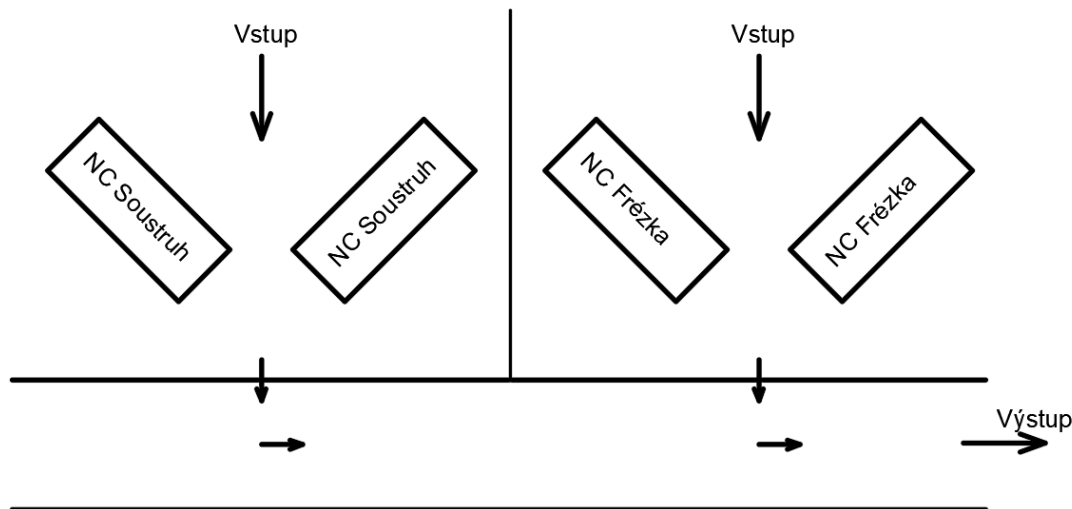 Vstup
Vstup
NC Soustruh
NC Soustruh
NC Frézka
NC Frézka
Výstup